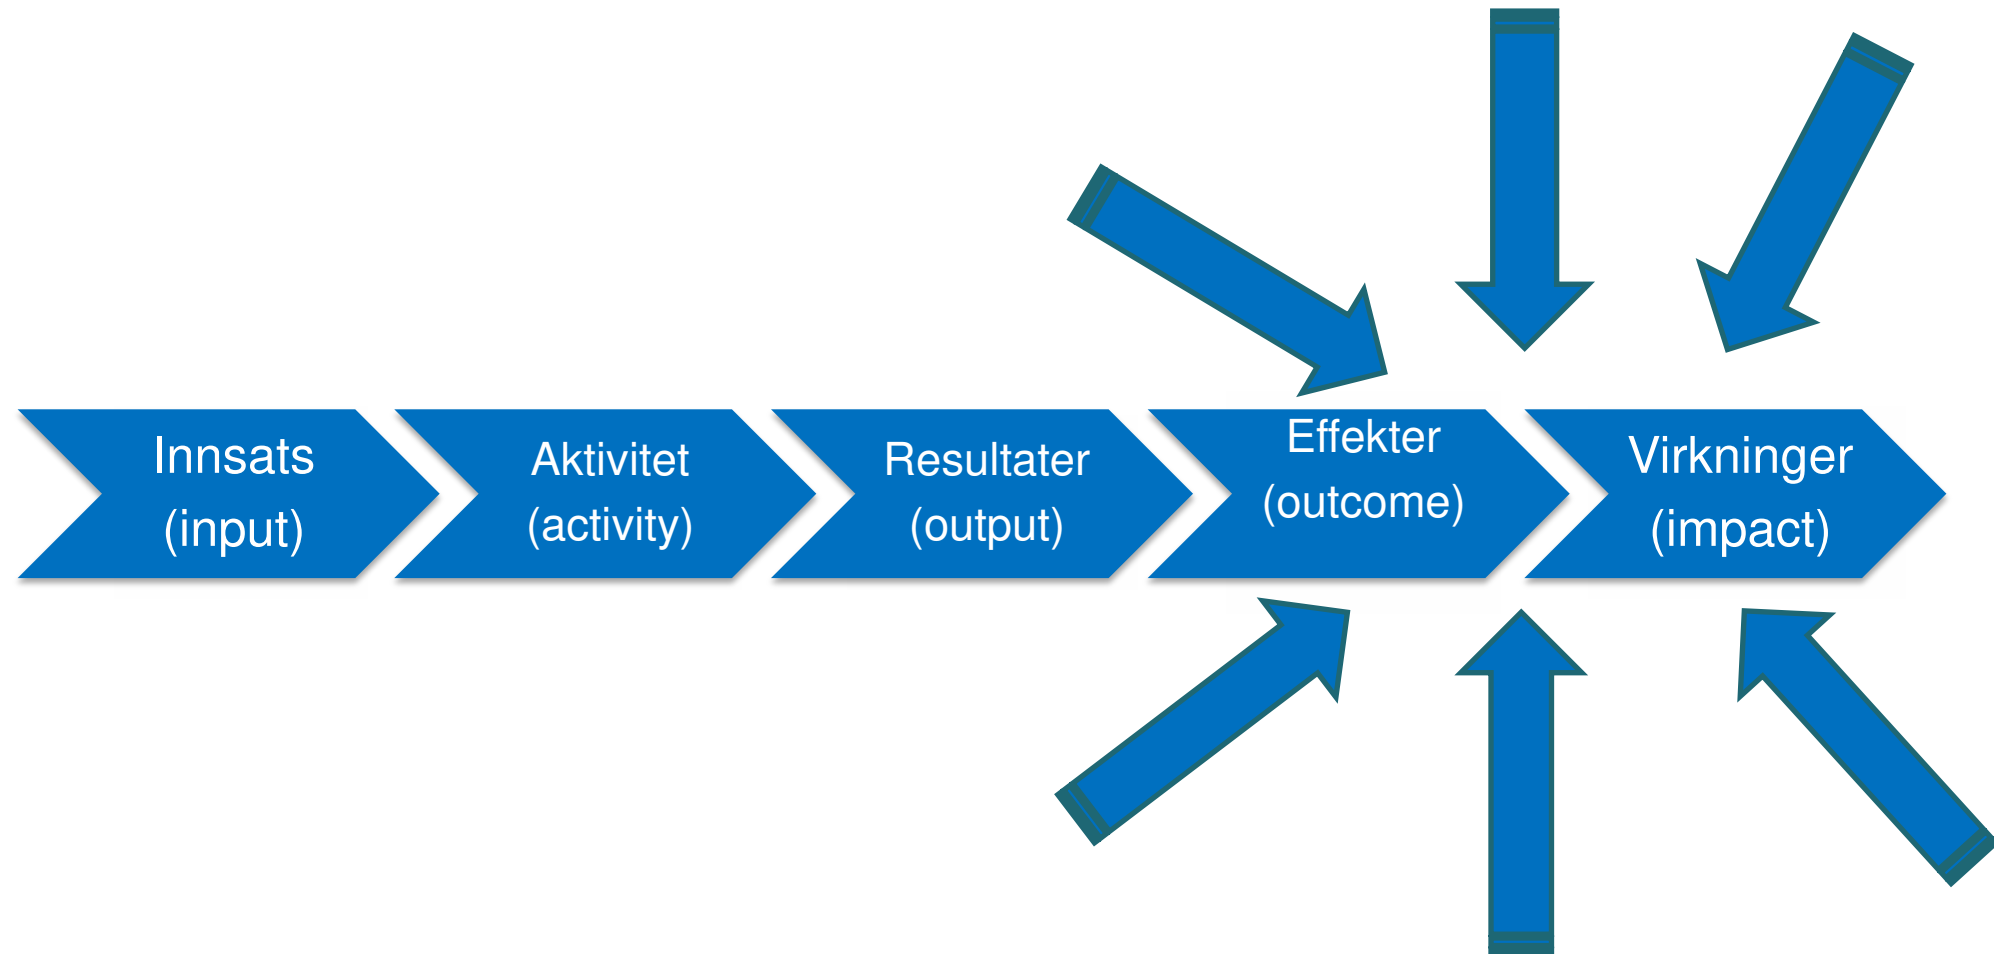 Innsats
(input)
Aktivitet
(activity)
Resultater
(output)
Effekter
(outcome)
Virkninger
(impact)